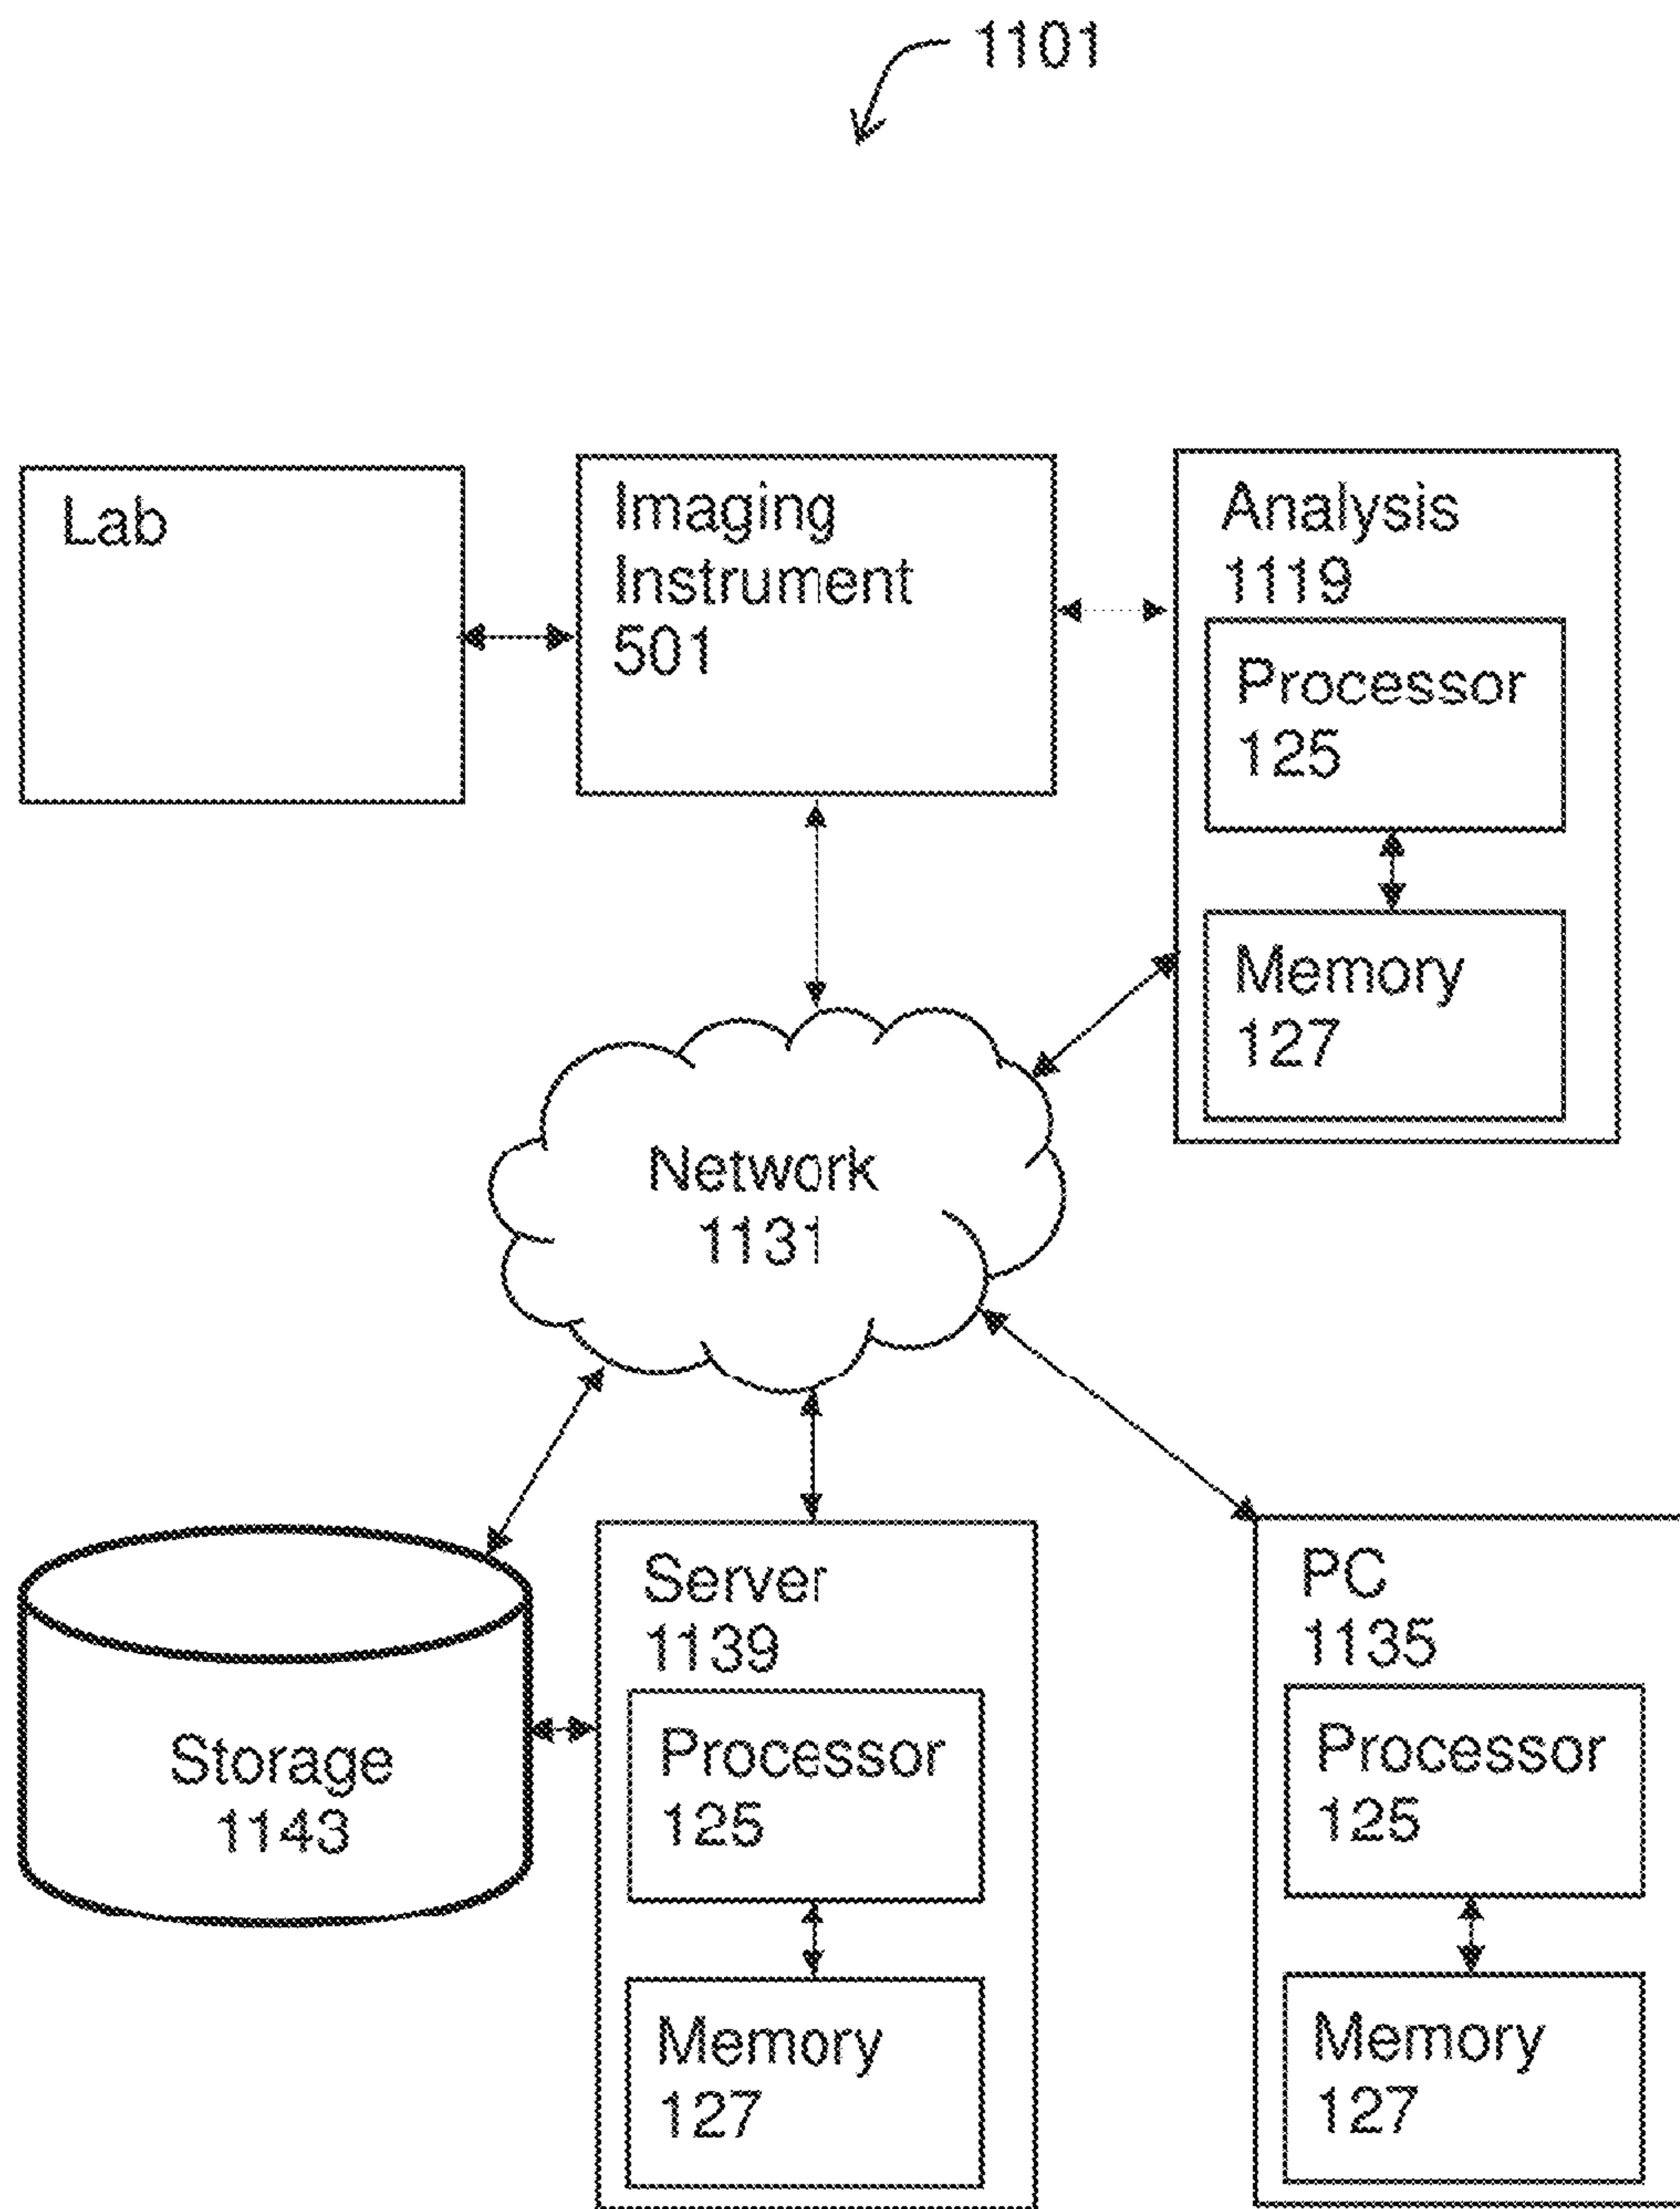 1101
Lab
Imaging
Instrument
501
Analysis
1119
Processor
125
Memory
127
Network
1131
Storage
1143
Server
1139
Processor
125
Memory
127
PC
1135
Processor
125
Memory
127